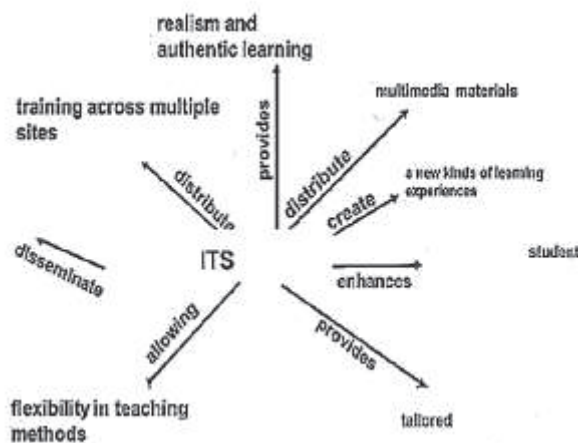 realism and
authentic learning
multimedia materials
training across multiple
sites
provides
distribute
distribute
create
a new kinds of learning
experiences
ITS
student
disseminate
enhances
allowing
provides
flexibility in teaching
methods
tailored